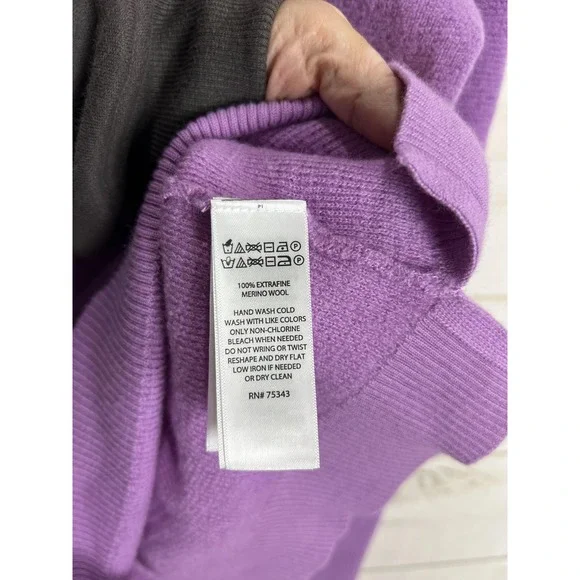 P
P
100% EXTRAFINE
MERINO WOOL
HAND WASH COLD
WASH WITH LIKE COLORS
ONLY NON-CHLORINE
BLEACH WHEN NEEDED
DO NOT WRING OR TWIST
RESHAPE AND DRY FLAT
LOW IRON IF NEEDED
OR DRY CLEAN
RN# 75343